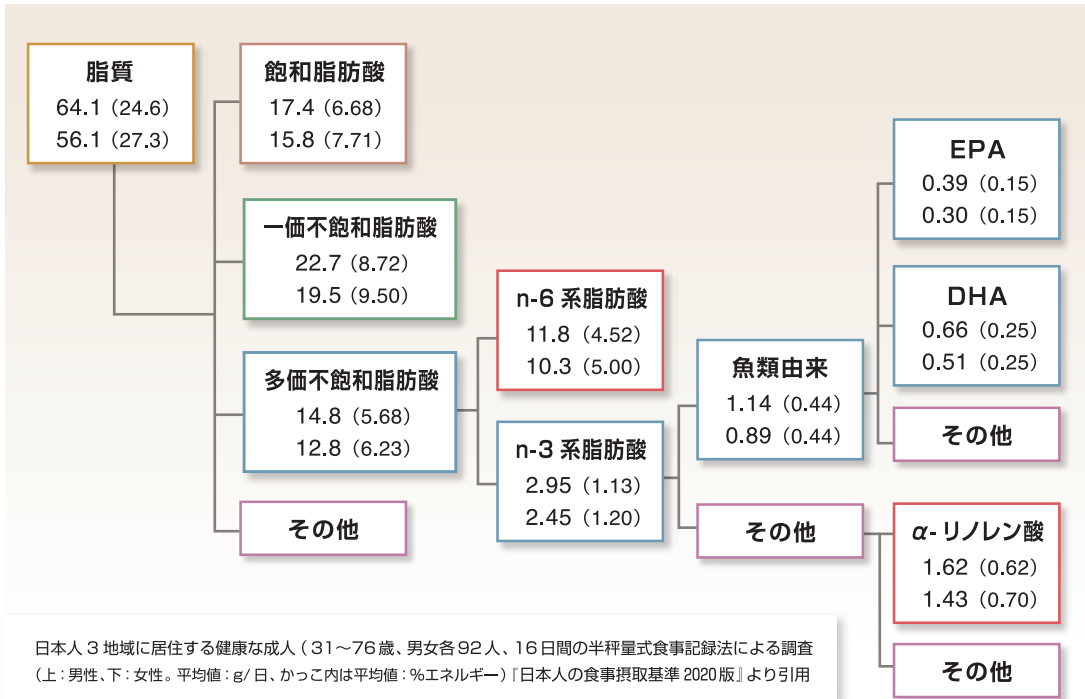 脂質
64.1 (24.6)
56.1 (27.3)
飽和脂肪酸
17.4 (6.68)
15.8 (7.71)
一価不飽和脂肪酸
22.7 (8.72)
19.5 (9.50)
多価不飽和脂肪酸
14.8 (5.68)
12.8 (6.23)
その他
n-6 系脂肪酸
11.8 (4.52)
10.3 (5.00)
n-3 系脂肪酸
2.95 (1.13)
2.45 (1.20)
魚類由来
1.14 (0.44)
0.89 (0.44)
その他
EPA
0.39 (0.15)
0.30 (0.15)
DHA
0.66 (0.25)
0.51 (0.25)
その他
α-リノレン酸
1.62 (0.62)
1.43 (0.70)
その他
日本人3地域に居住する健康な成人(31〜76歳、男女各92人、16日間の半秤量式食事記録法による調査
(上:男性、下:女性。平均値:g/日、かっこ内は平均値:%エネルギー)『日本人の食事摂取基準2020版』より引用